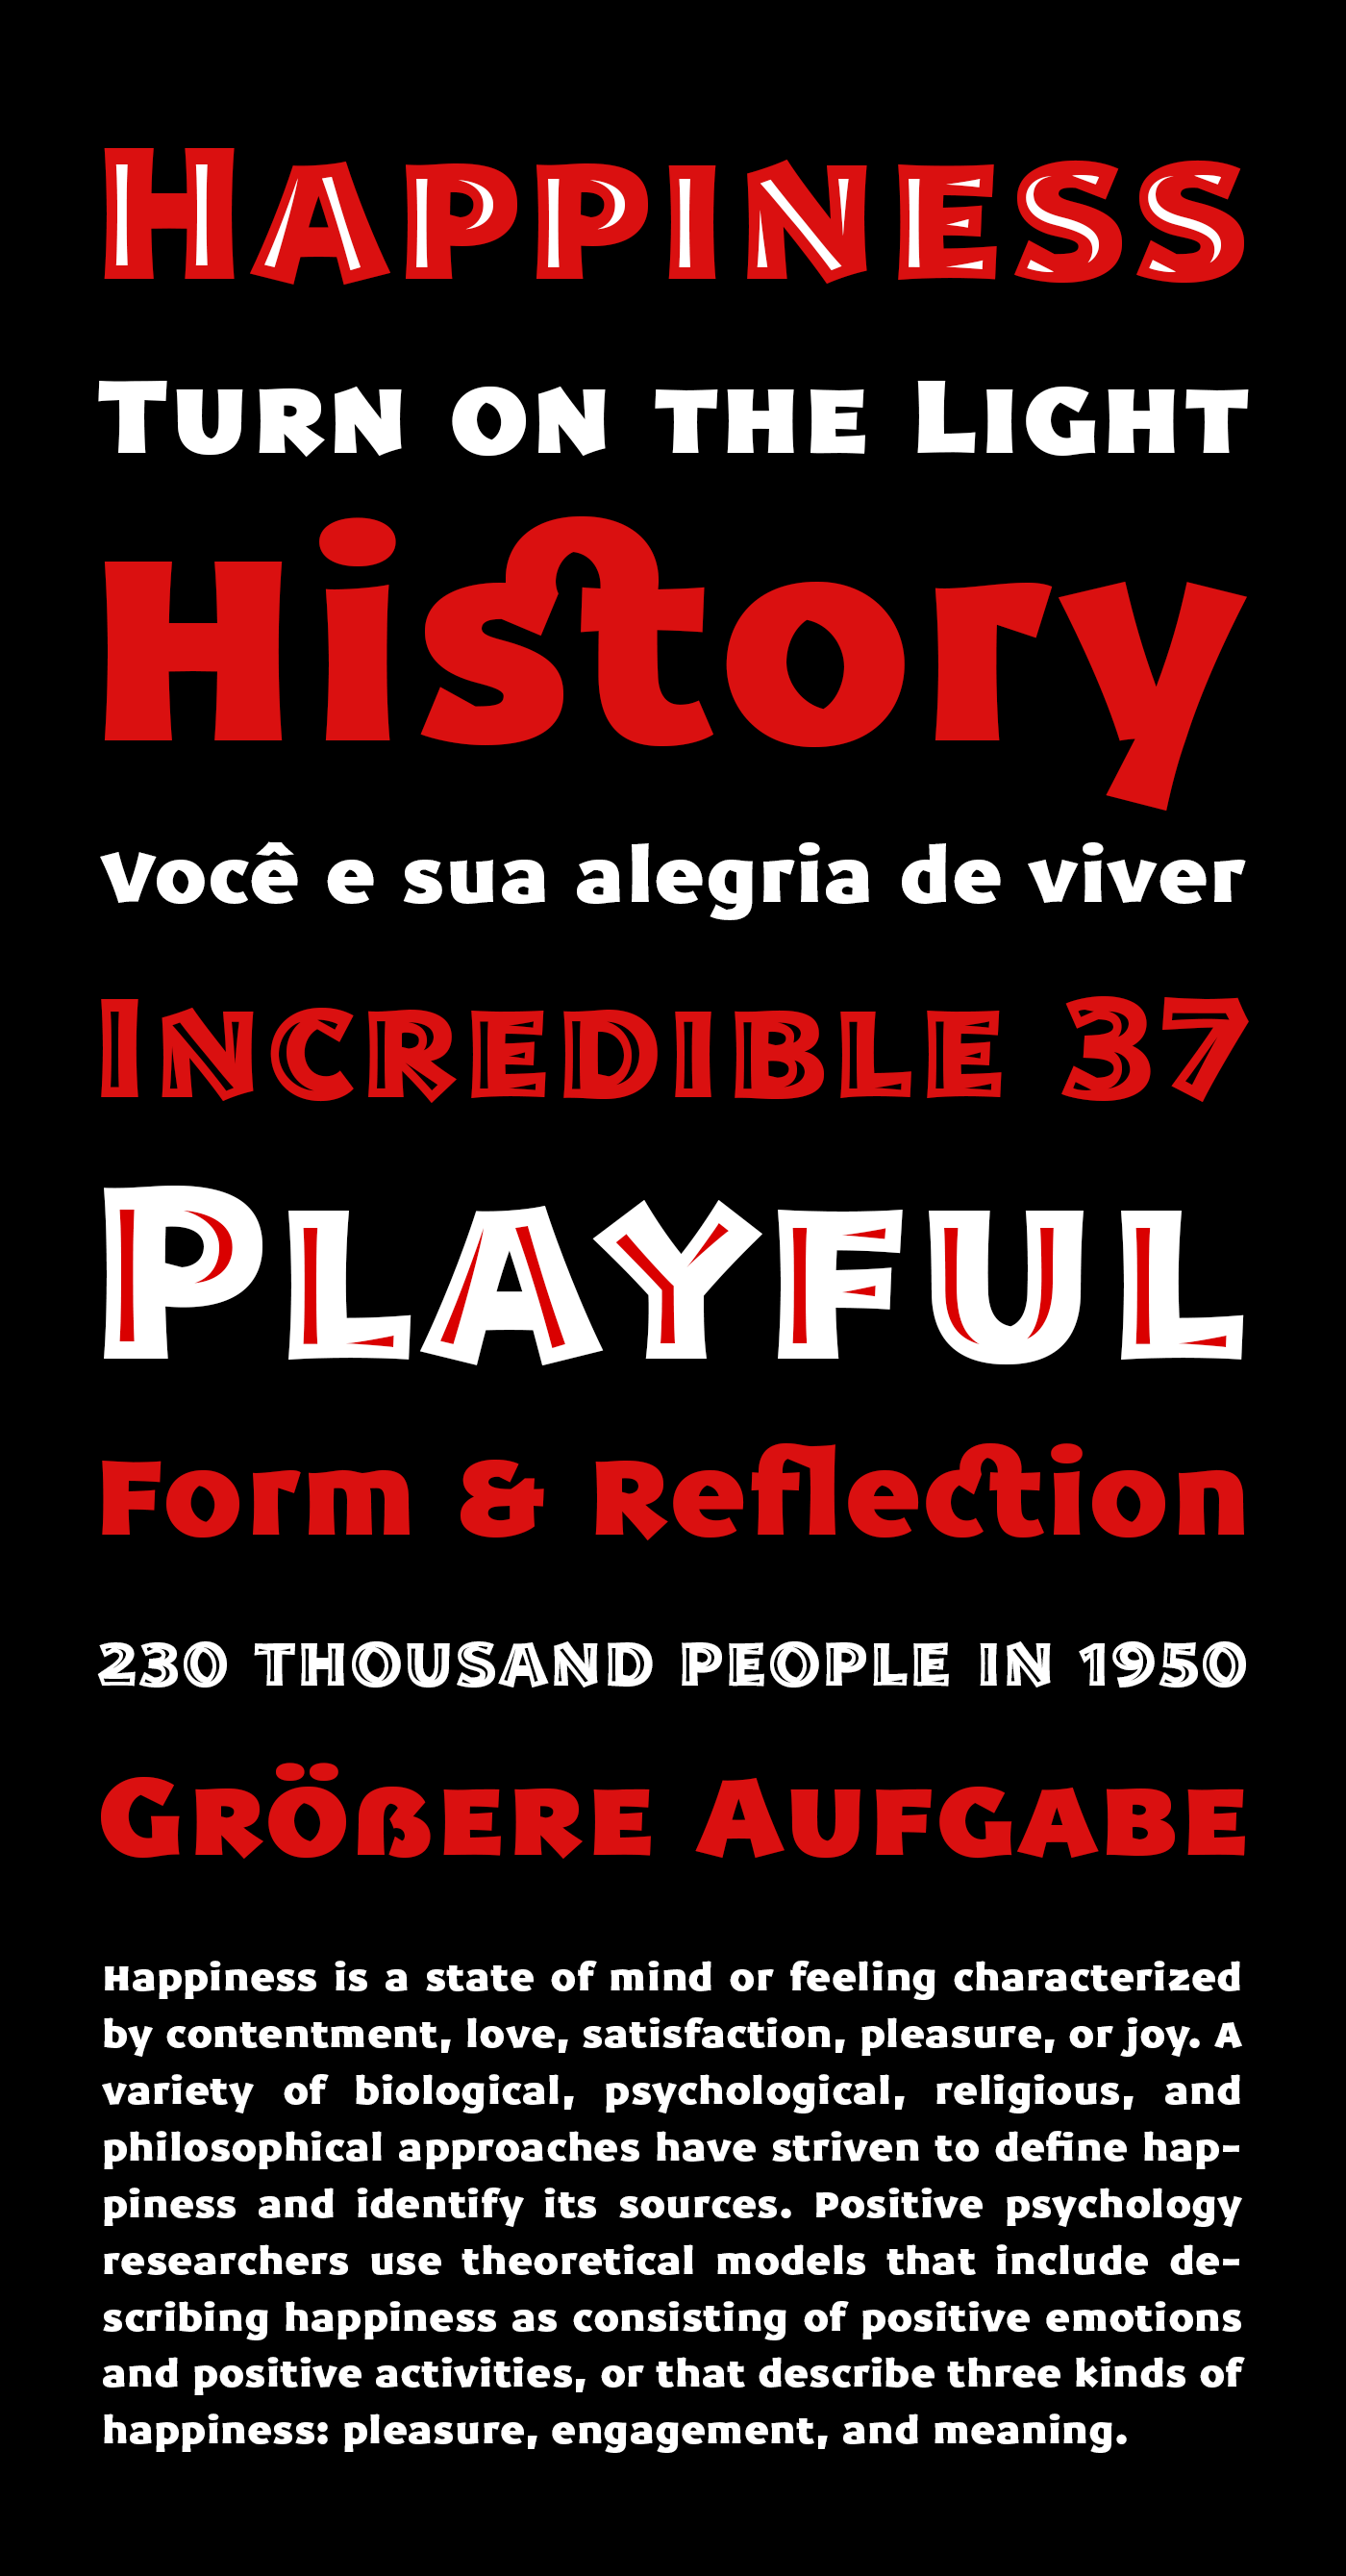 Happiness
Turn on the Light
History
Você e sua alegria de viver
Incredible 37
Playful
Form & Reflection
230 THOUSAND PEOPLE IN 1950
Größere Aufgabe
Happiness is a state of mind or feeling characterized
by contentment, love, satisfaction, pleasure, or joy. A
variety of biological, psychological, religious, and
philosophical approaches have striven to define hap-
piness and identify its sources. Positive psychology
researchers use theoretical models that include de-
scribing happiness as consisting of positive emotions
and positive activities, or that describe three kinds of
happiness: pleasure, engagement, and meaning.